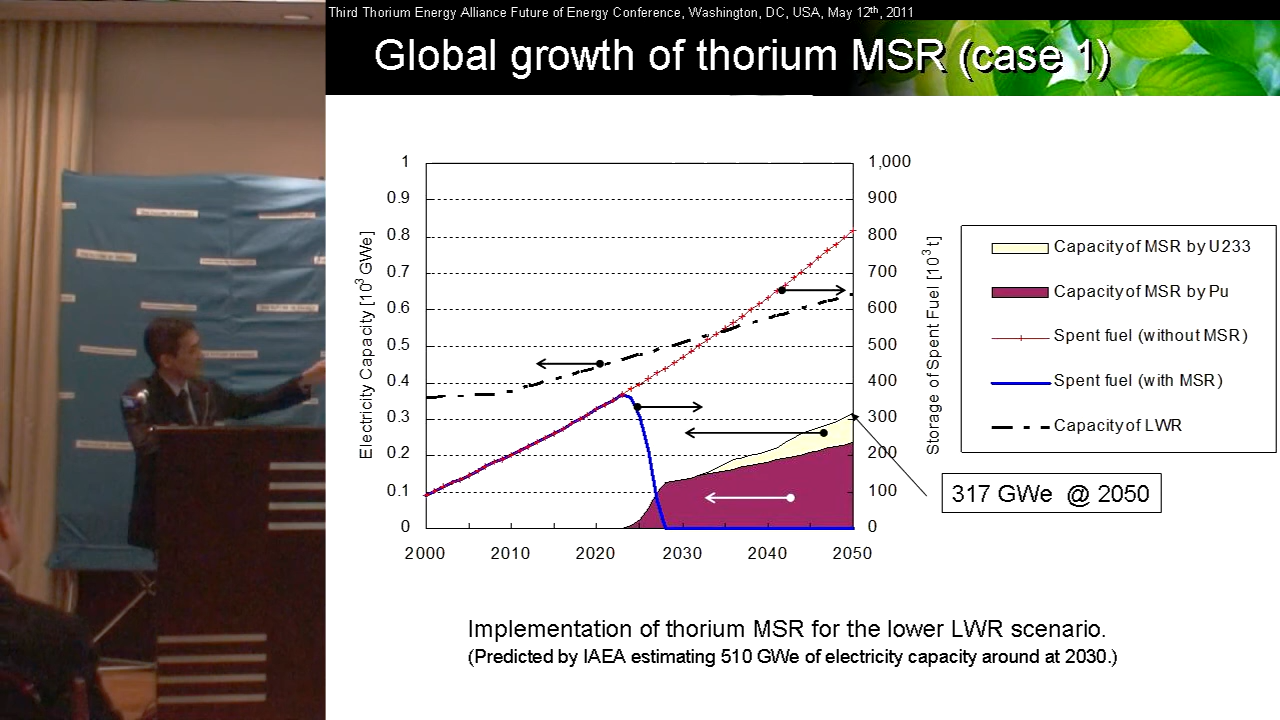 Third Thorium Energy Alliance Future of Energy Conference, Washington, DC, USA, May 12th, 2011
Global growth of thorium MSR (case 1)
1
0.9
0.8
0.7
0.6
0.5
0.4
0.3
0.2
0.1
0
Electricity Capacity [10³ GWe]
1,000
900
800
700
600
500
400
300
200
100
0
Storage of Spent Fuel [10³ t]
2000 2010 2020 2030 2040 2050
Capacity of MSR by U233
Capacity of MSR by Pu
Spent fuel (without MSR)
Spent fuel (with MSR)
Capacity of LWR
317 GWe @ 2050
Implementation of thorium MSR for the lower LWR scenario.
(Predicted by IAEA estimating 510 GWe of electricity capacity around at 2030.)